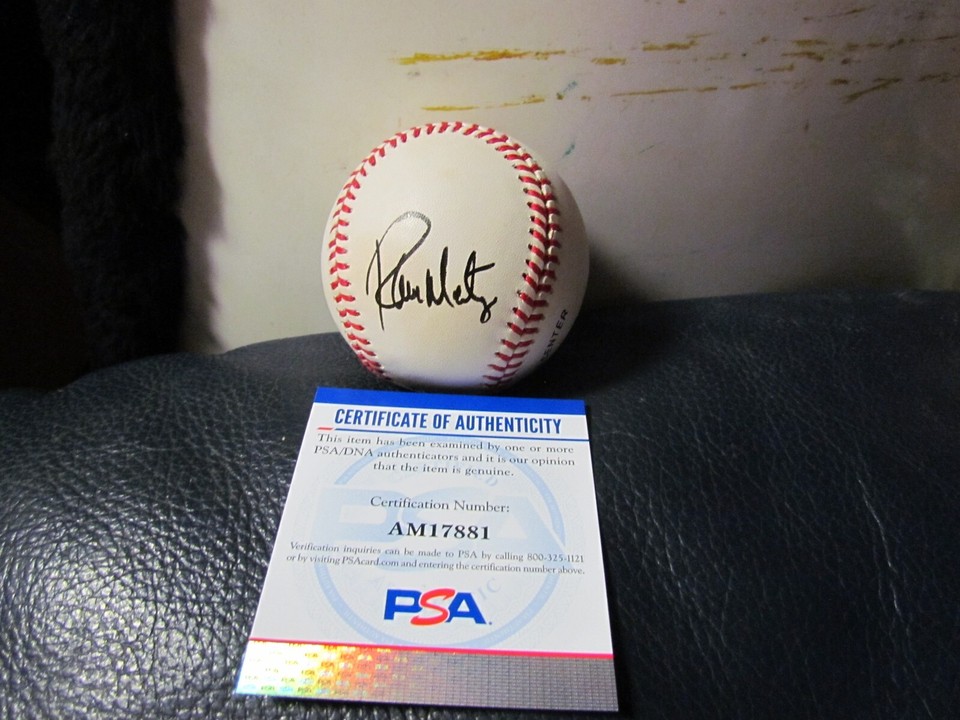 CENTER
CERTIFICATE OF AUTHENTICITY
This item has been examined by one or more
PSA/DNA authenticators and it is our opinion
that the item is genuine.
Certification Number:
AM17881
Verification inquiries can be made to PSA by calling 800-325-1121
or by visiting PSAcard.com and entering the certification number above.
PSA